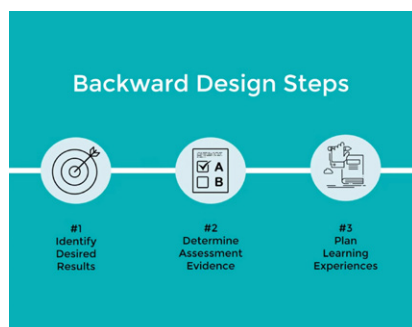 Backward Design Steps
A
B
#1
Identify
Desired
Results
#2
Determine
Assessment
Evidence
#3
Plan
Learning
Experiences